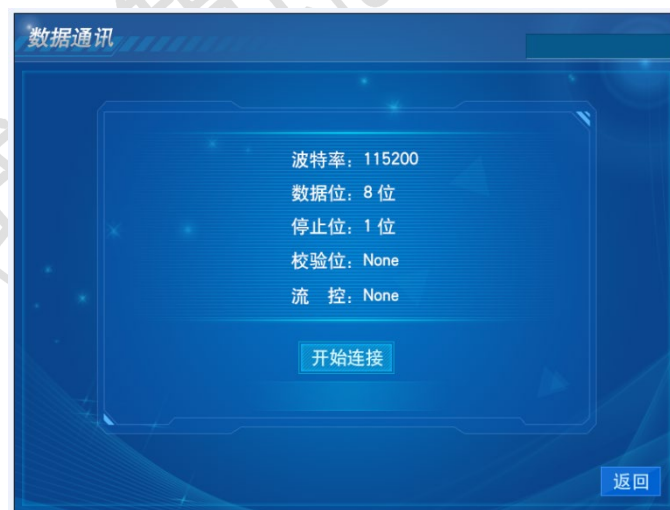 数据通讯
波特率：115200
数据位：8 位
停止位：1 位
校验位：None
流 控：None
开始连接
返回